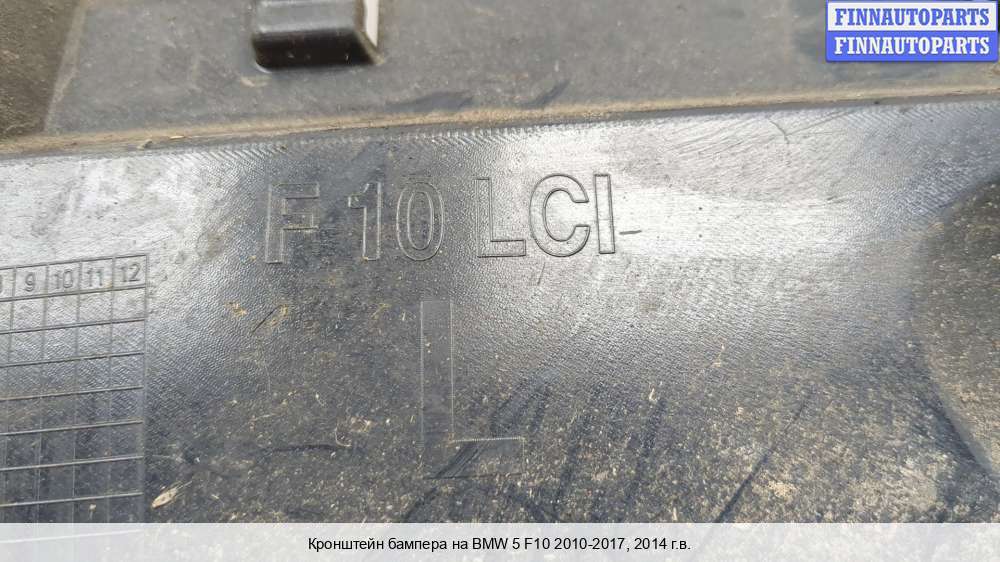 FINNAUTOPARTS
FINNAUTOPARTS
F 10 LCI
9 10 11 12
L
Кронштейн бампера на BMW 5 F10 2010-2017, 2014 г.в.